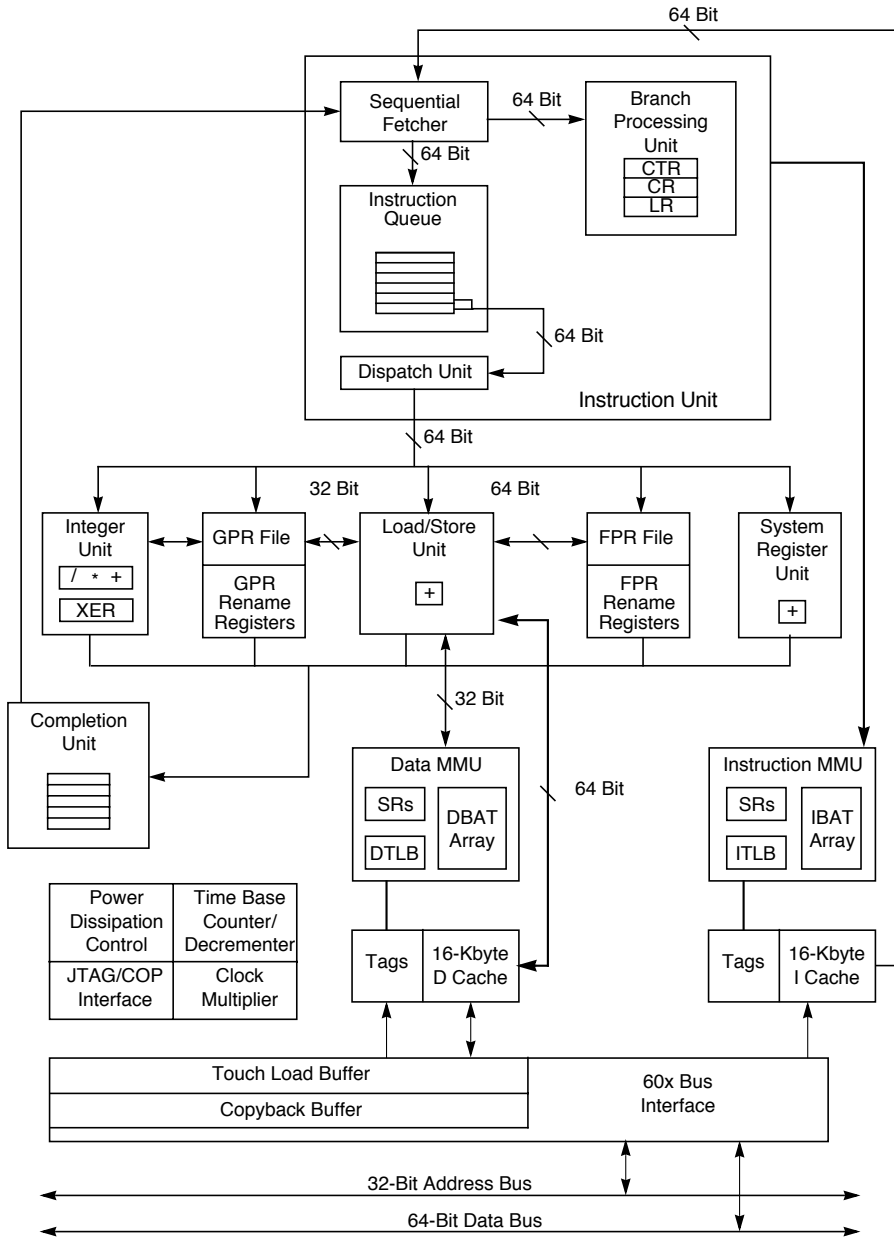 64 Bit
Sequential
Fetcher
64 Bit
Branch
Processing
Unit
CTR
CR
LR
64 Bit
Instruction
Queue
64 Bit
Dispatch Unit
Instruction Unit
64 Bit
32 Bit
64 Bit
Integer
Unit
/ * +
XER
GPR File
GPR
Rename
Registers
Load/Store
Unit
+
FPR File
FPR
Rename
Registers
System
Register
Unit
+
32 Bit
64 Bit
Completion
Unit
Data MMU
SRs
DTLB
DBAT
Array
Instruction MMU
SRs
ITLB
IBAT
Array
Power
Dissipation
Control
Time Base
Counter/
Decrementer
JTAG/COP
Interface
Clock
Multiplier
Tags
16-Kbyte
D Cache
Tags
16-Kbyte
I Cache
Touch Load Buffer
Copyback Buffer
60x Bus
Interface
32-Bit Address Bus
64-Bit Data Bus